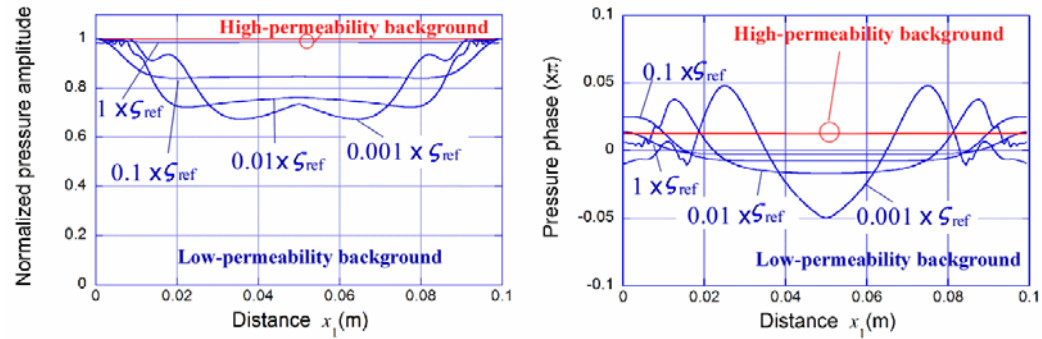 Normalized pressure amplitude
1
0.8
0.6
0.4
0.2
0
High-permeability background
1 x ςref
0.1 x ςref
0.01 x ςref
0.001 x ςref
Low-permeability background
0 0.02 0.04 0.06 0.08 0.1
Distance x1(m)
Pressure phase (xπ)
0.1
0.05
0
-0.05
-0.1
High-permeability background
0.1 xςref
1 xςref
0.01 xςref
0.001 xςref
Low-permeability background
0 0.02 0.04 0.06 0.08 0.1
Distance x1(m)